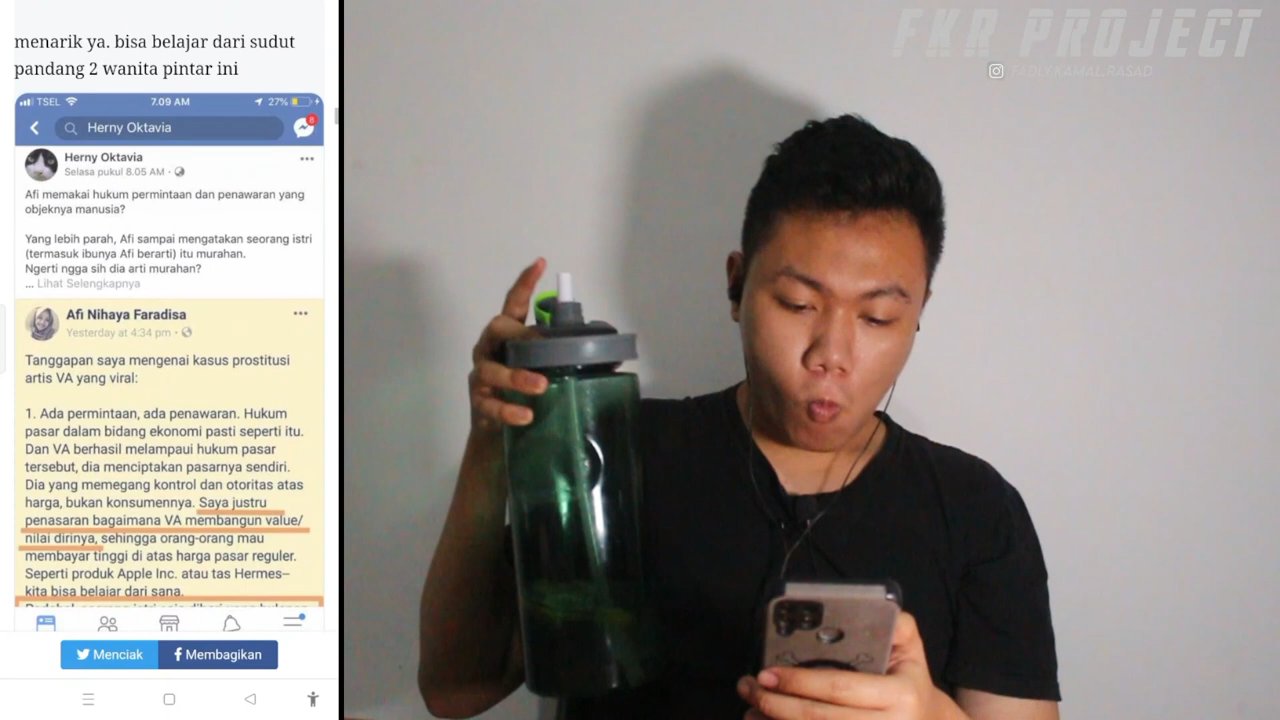 menarik ya. bisa belajar dari sudut
pandang 2 wanita pintar ini
TSEL 7.09 AM 27%
Herny Oktavia
8
Herny Oktavia
Selasa pukul 8.05 AM ·
Afi memakai hukum permintaan dan penawaran yang
objeknya manusia?
Yang lebih parah, Afi sampai mengatakan seorang istri
(termasuk ibunya Afi berarti) itu murahan.
Ngerti ngga sih dia arti murahan?
... Lihat Selengkapnya
Afi Nihaya Faradisa
Yesterday at 4:34 pm ·
Tanggapan saya mengenai kasus prostitusi
artis VA yang viral:
1. Ada permintaan, ada penawaran. Hukum
pasar dalam bidang ekonomi pasti seperti itu.
Dan VA berhasil melampaui hukum pasar
tersebut, dia menciptakan pasarnya sendiri.
Dia yang memegang kontrol dan otoritas atas
harga, bukan konsumennya. Saya justru
penasaran bagaimana VA membangun value/
nilai dirinya, sehingga orang-orang mau
membayar tinggi di atas harga pasar reguler.
Seperti produk Apple Inc. atau tas Hermes--
kita bisa belajar dari sana.
Menciak
Membagikan
FKR PROJECT
FADLY.KAMAL.RASAD